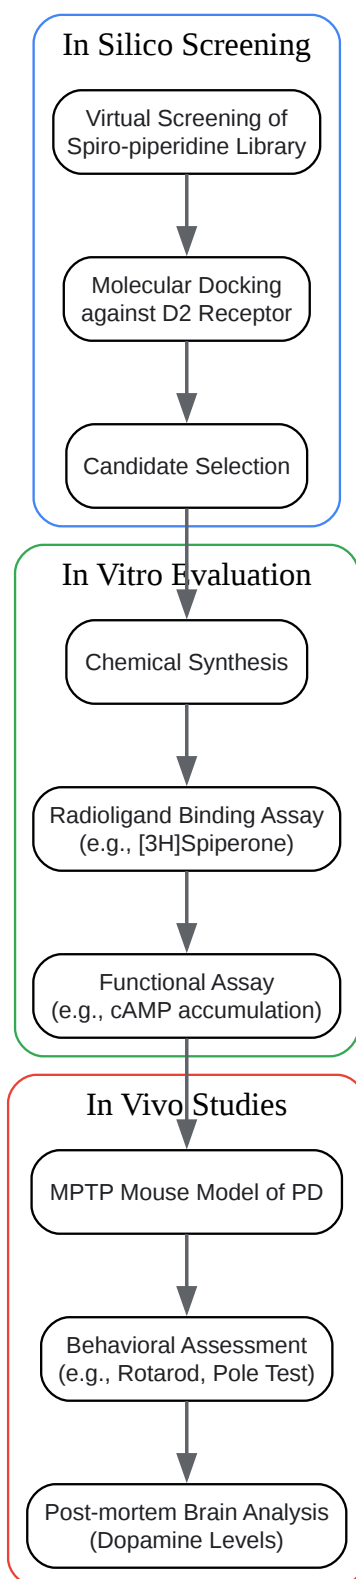 In Silico Screening
Virtual Screening of
Spiro-piperidine Library
Molecular Docking
against D2 Receptor
Candidate Selection
In Vitro Evaluation
Chemical Synthesis
Radioligand Binding Assay
(e.g., [3H]Spiperone)
Functional Assay
(e.g., cAMP accumulation)
In Vivo Studies
MPTP Mouse Model of PD
Behavioral Assessment
(e.g., Rotarod, Pole Test)
Post-mortem Brain Analysis
(Dopamine Levels)